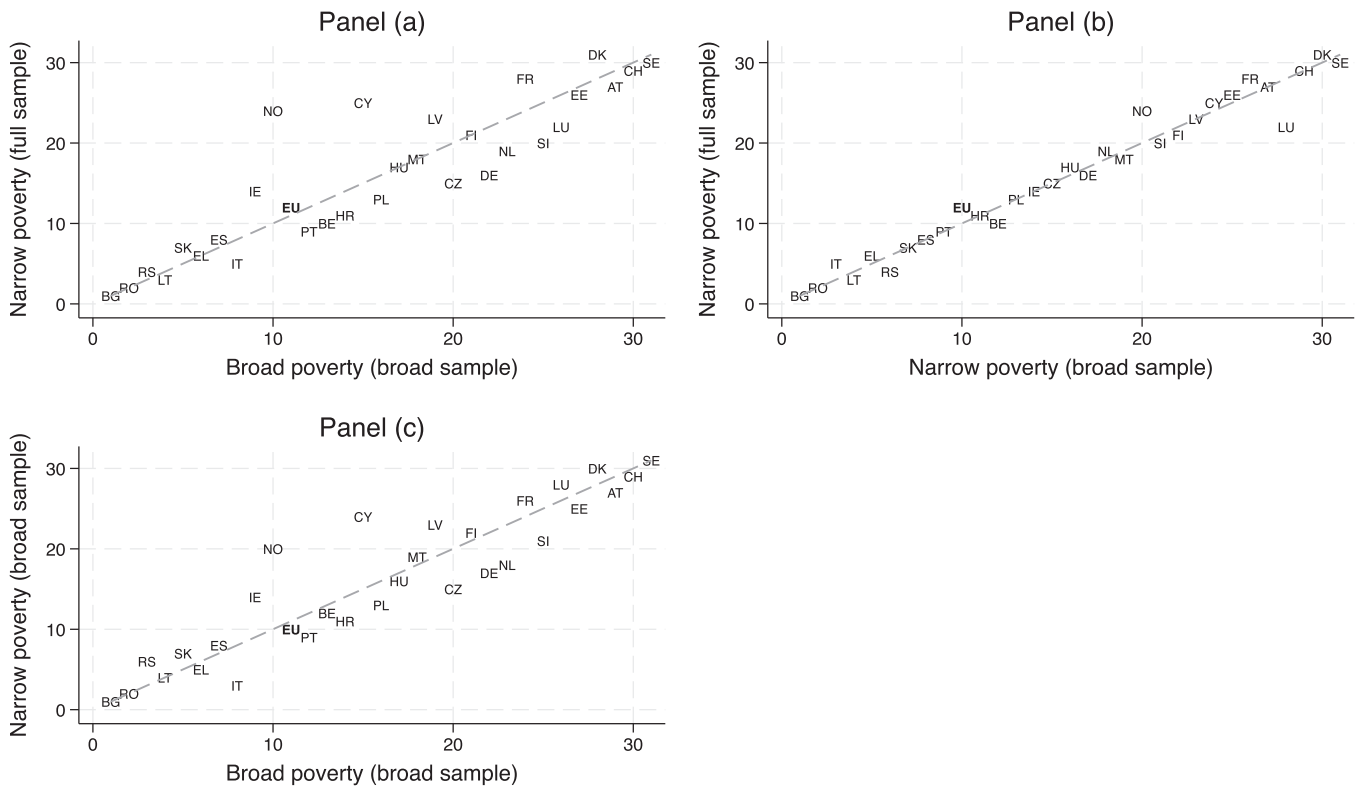 Panel (a)
Narrow poverty (full sample)
30
20
10
0
DK
SE
CH
FR
AT
EE
CY
NO
LV
LU
FI
SI
NL
MT
HU
DE
CZ
IE
PL
EU
HR
BE
PT
ES
SK
EL
IT
RS
LT
RO
BG
0 10 20 30
Broad poverty (broad sample)
Panel (b)
Narrow poverty (full sample)
30
20
10
0
DK
SE
CH
FR
AT
EE
CY
NO
LV
LU
FI
SI
NL
MT
HU
DE
CZ
IE
PL
EU
HR
BE
PT
ES
SK
EL
IT
RS
LT
RO
BG
0 10 20 30
Narrow poverty (broad sample)
Panel (c)
Narrow poverty (broad sample)
30
20
10
0
SE
DK
CH
LU
AT
FR
EE
CY
LV
FI
SI
NO
MT
NL
DE
HU
CZ
IE
PL
BE
HR
EU
PT
ES
SK
RS
EL
LT
IT
RO
BG
0 10 20 30
Broad poverty (broad sample)